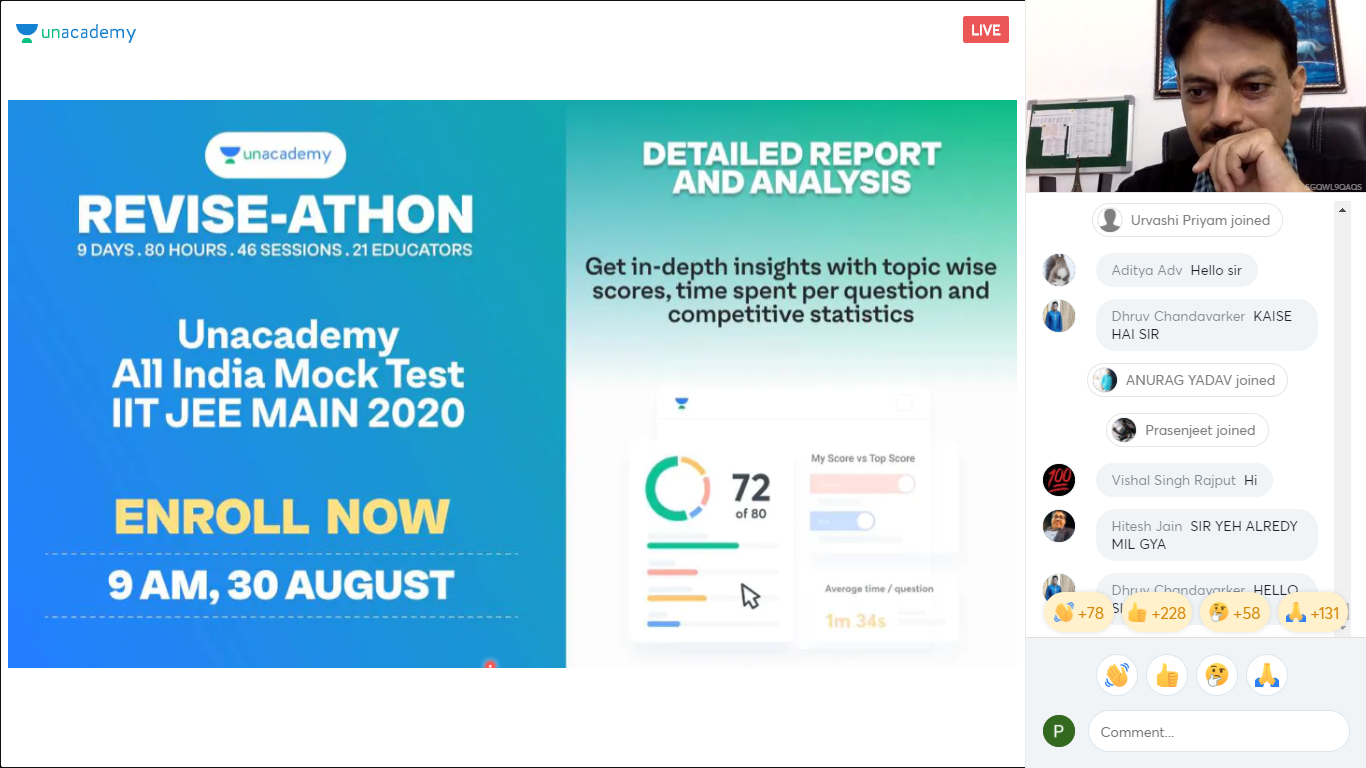 unacademy
LIVE
unacademy
REVISE-ATHON
9 DAYS . 80 HOURS . 46 SESSIONS . 21 EDUCATORS
Unacademy
All India Mock Test
IIT JEE MAIN 2020
ENROLL NOW
9 AM, 30 AUGUST
DETAILED REPORT
AND ANALYSIS
Get in-depth insights with topic wise
scores, time spent per question and
competitive statistics
72
of 80
My Score vs Top Score
Average time / question
1m 34s
5GQWL9QAQS
Urvashi Priyam joined
Aditya Adv Hello sir
Dhruv Chandavarker KAISE
HAI SIR
ANURAG YADAV joined
Prasenjeet joined
100
Vishal Singh Rajput Hi
Hitesh Jain SIR YEH ALREDY
MIL GYA
Dhruv Chandavarker HELLO
+78
+228
+58
+131
P
Comment...